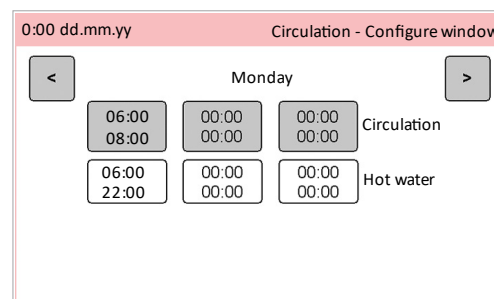 0:00 dd.mm.yy Circulation - Configure window
< Monday >
06:00 00:00 00:00 Circulation
08:00 00:00 00:00
06:00 00:00 00:00 Hot water
22:00 00:00 00:00